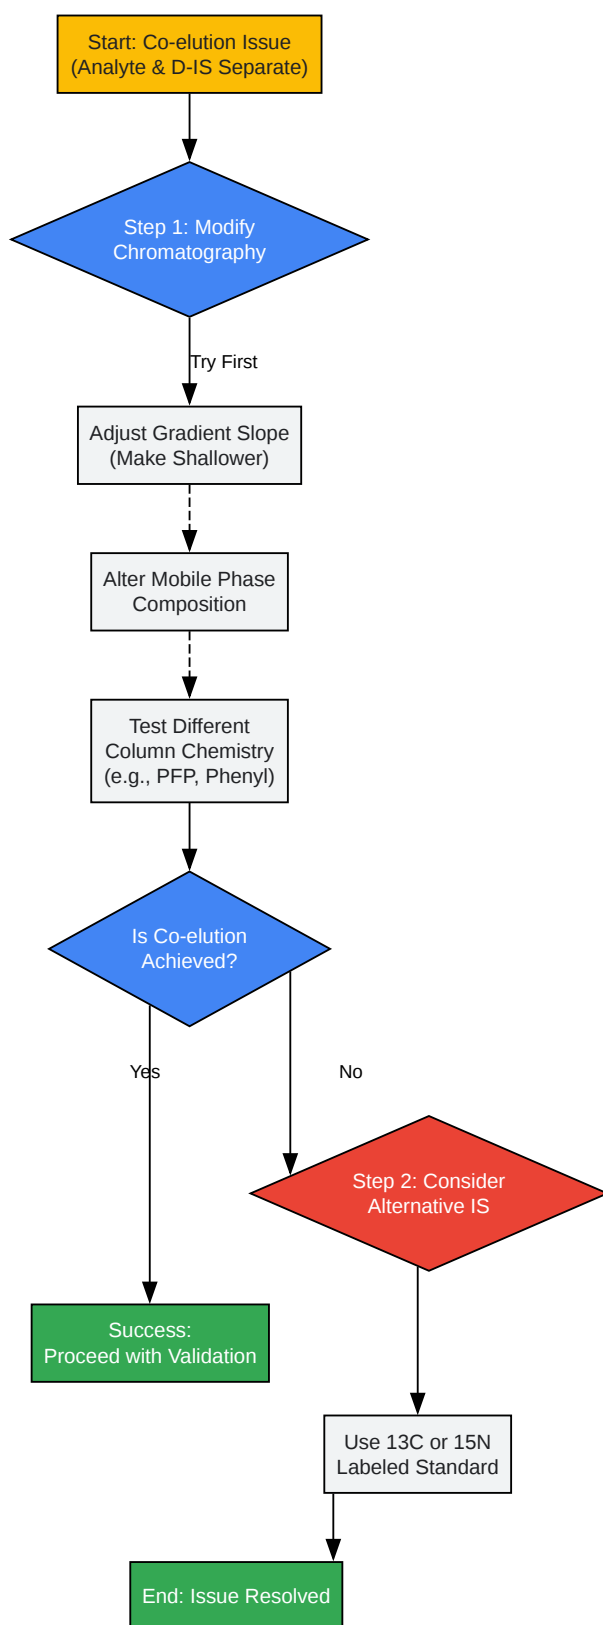 Start: Co-elution Issue
(Analyte & D-IS Separate)
Step 1: Modify
Chromatography
Try First
Adjust Gradient Slope
(Make Shallower)
Alter Mobile Phase
Composition
Test Different
Column Chemistry
(e.g., PFP, Phenyl)
Is Co-elution
Achieved?
Yes
No
Step 2: Consider
Alternative IS
Success:
Proceed with Validation
Use 13C or 15N
Labeled Standard
End: Issue Resolved